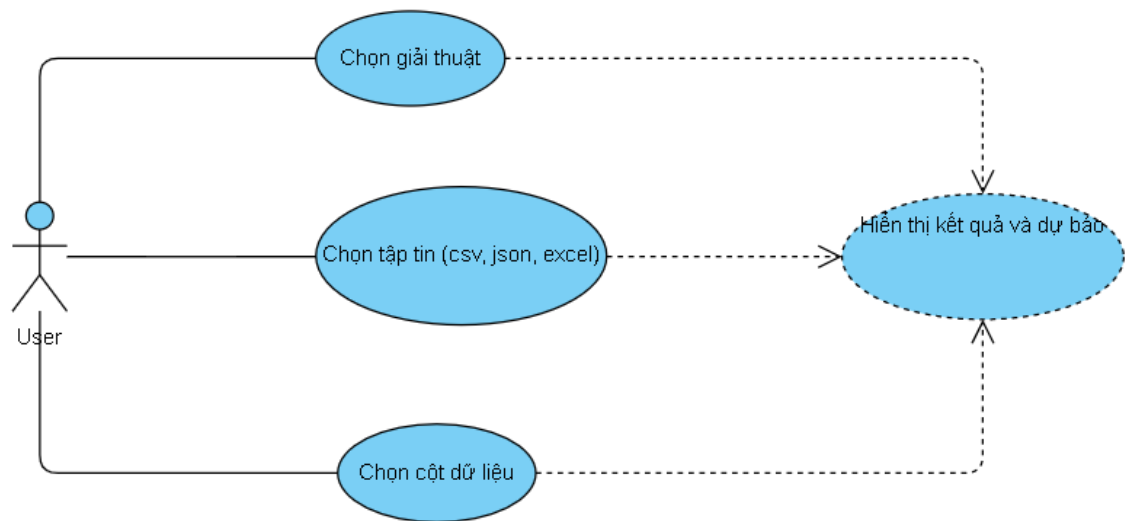 Chọn giải thuật
Hiển thị kết quả và dự báo
Chọn tập tin (csv, json, excel)
User
Chọn cột dữ liệu